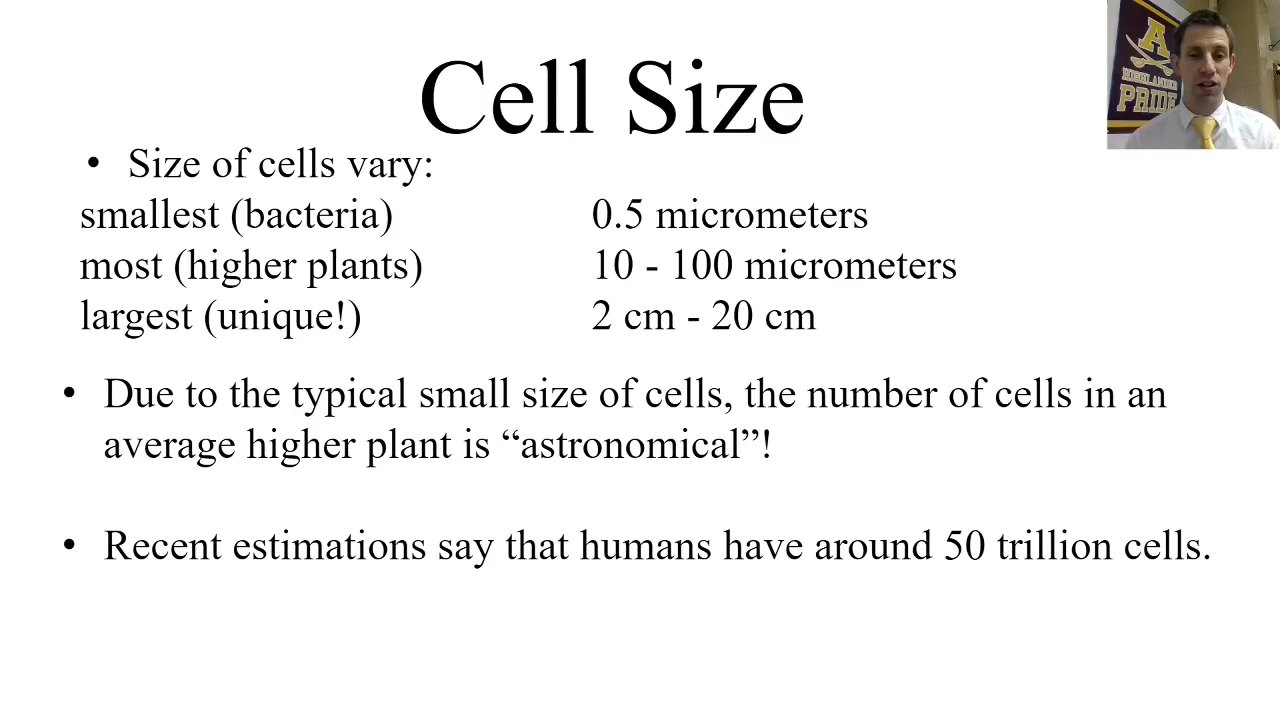 Cell Size
• Size of cells vary:
smallest (bacteria) 0.5 micrometers
most (higher plants) 10 - 100 micrometers
largest (unique!) 2 cm - 20 cm
• Due to the typical small size of cells, the number of cells in an
average higher plant is “astronomical”!
• Recent estimations say that humans have around 50 trillion cells.
A
HIGHLANDER
PRIDE